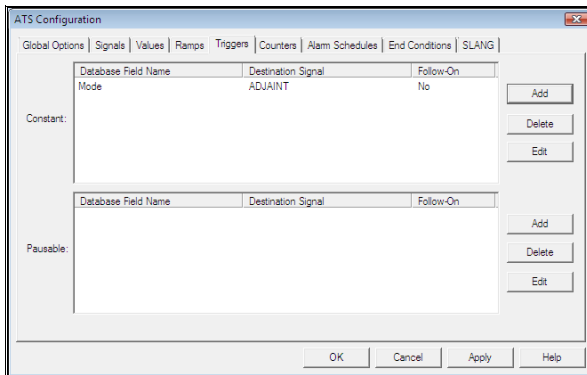 ATS Configuration
Global Options Signals Values Ramps Triggers Counters Alarm Schedules End Conditions SLANG
Database Field Name Destination Signal Follow-On
Mode ADJAINT No
Constant:
Add
Delete
Edit
Database Field Name Destination Signal Follow-On
Pausable:
Add
Delete
Edit
OK Cancel Apply Help